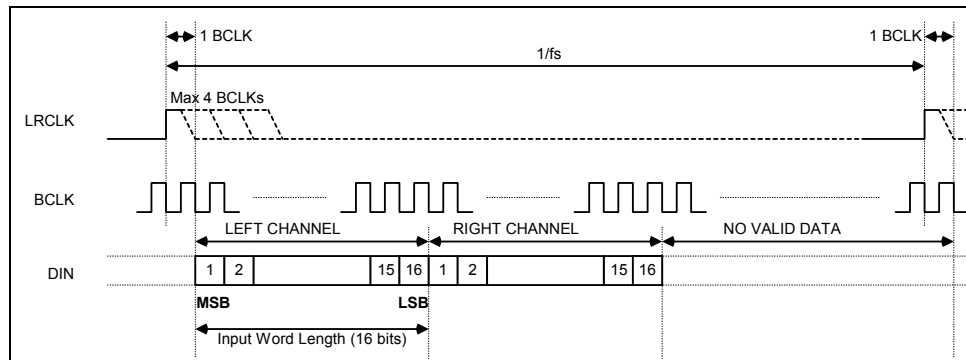 1 BCLK 1 BCLK
1/fs
Max 4 BCLKs
LRCLK
BCLK
LEFT CHANNEL RIGHT CHANNEL NO VALID DATA
DIN 1 2 15 16 1 2 15 16
MSB LSB
Input Word Length (16 bits)